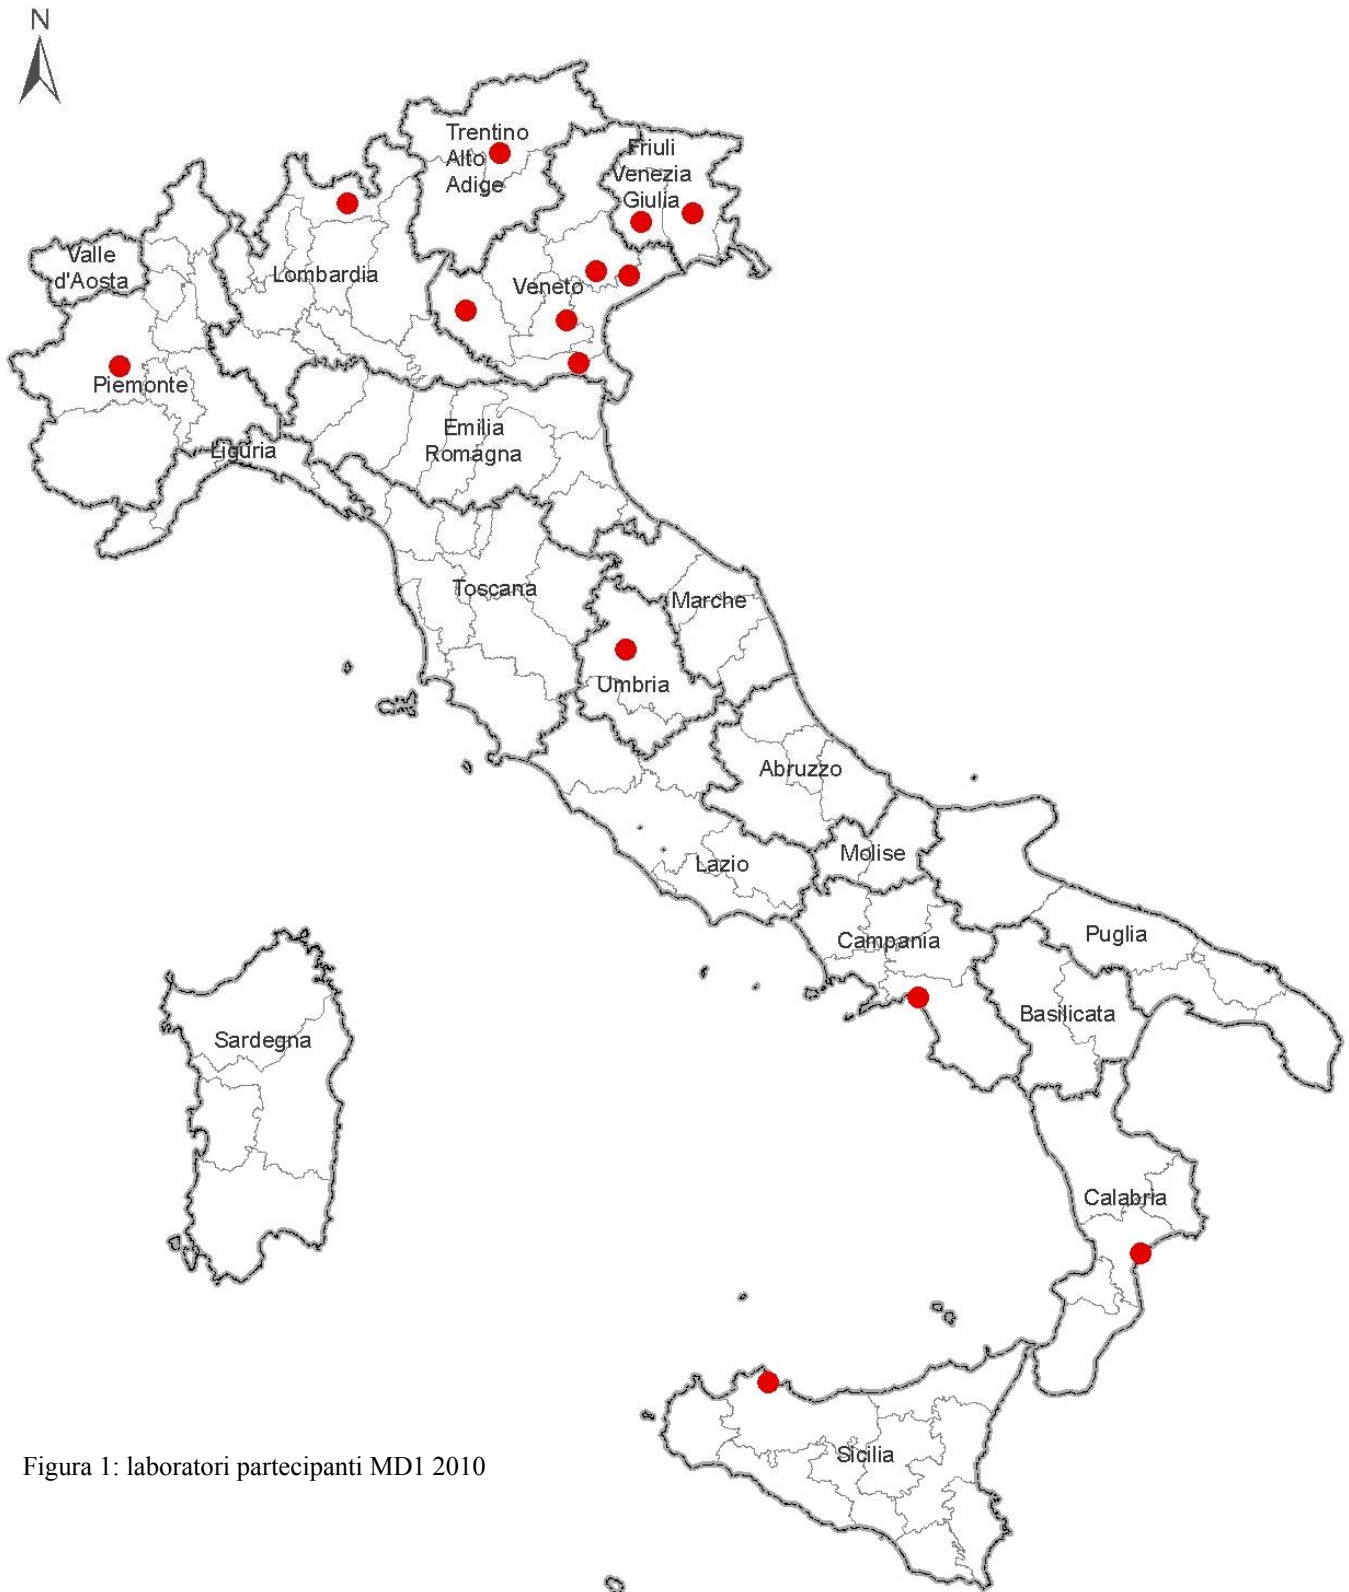 N
Trentino
Alto
Adige
Friuli
Venezia
Giulia
Valle
d'Aosta
Lombardia
Veneto
Piemonte
Emilia
Romagna
Liguria
Toscana
Marche
Umbria
Abruzzo
Molise
Lazio
Campania
Puglia
Basilicata
Sardegna
Calabria
Sicilia
Figura 1: laboratori partecipanti MD1 2010